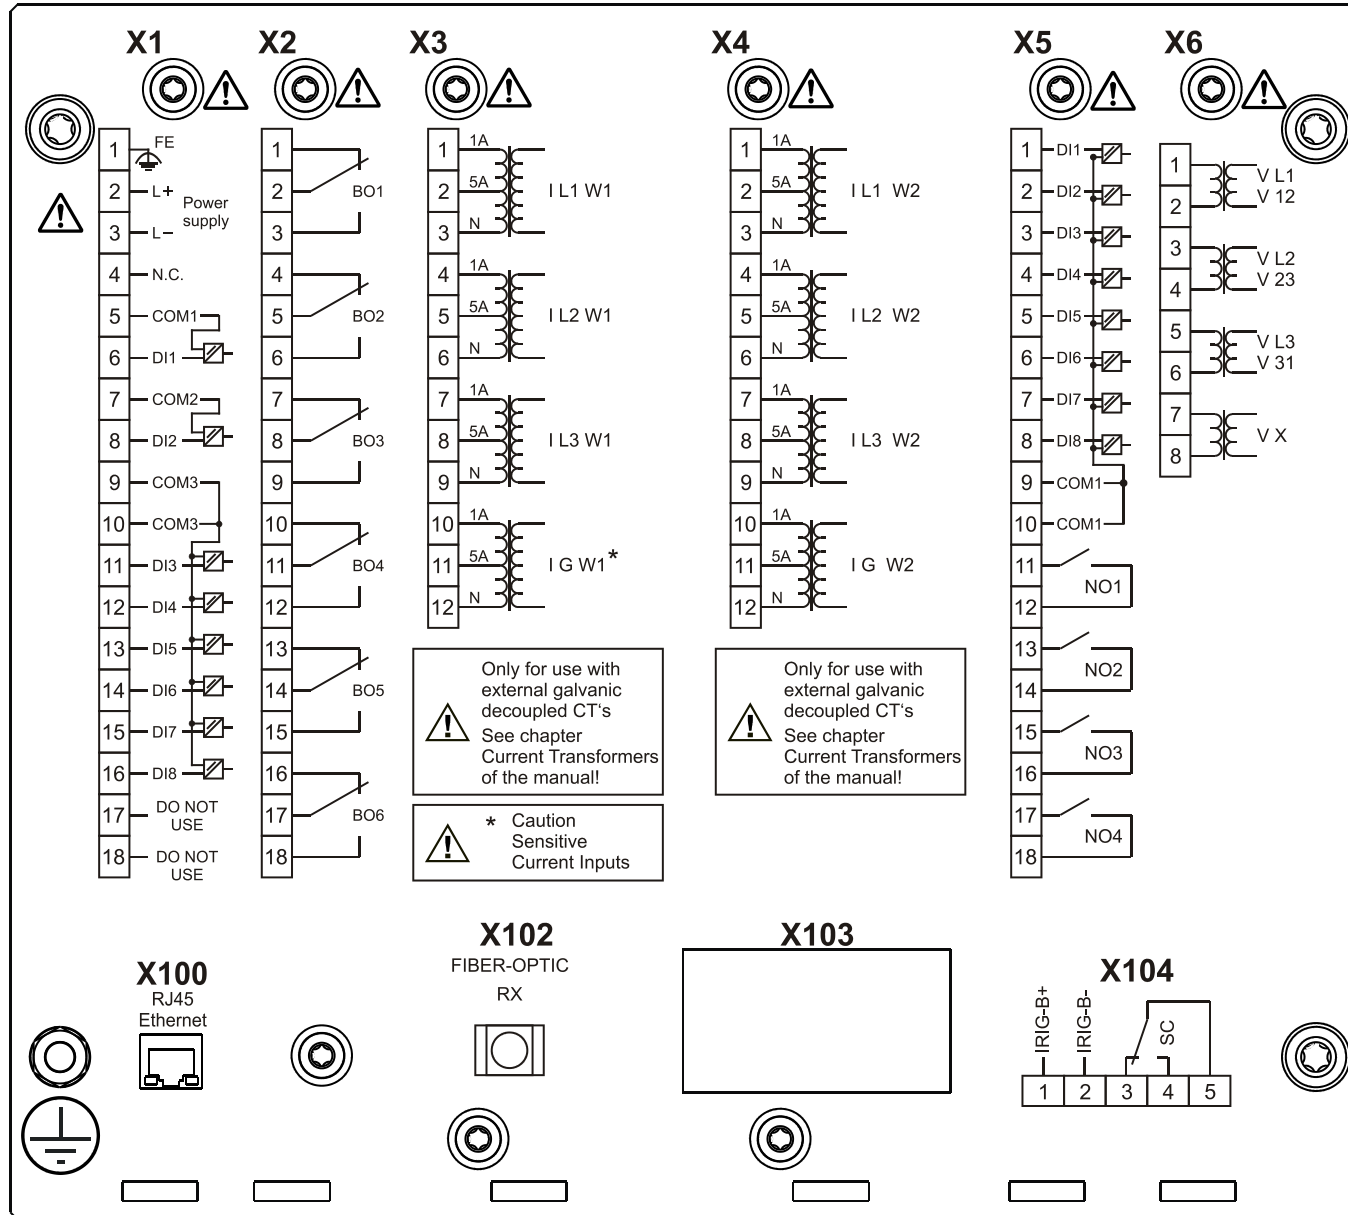 X1
1
FE
2
L+
Power
supply
3
L–
4
N.C.
5
COM1
6
DI1
7
COM2
8
DI2
9
COM3
10
COM3
11
DI3
12
DI4
13
DI5
14
DI6
15
DI7
16
DI8
17
DO NOT
USE
18
DO NOT
USE
X2
1
2
BO1
3
4
5
BO2
6
7
8
BO3
9
10
11
BO4
12
13
14
BO5
15
16
17
BO6
18
X3
1
1A
2
5A
I L1 W1
3
N
4
1A
5
5A
I L2 W1
6
N
7
1A
8
5A
I L3 W1
9
N
10
1A
11
5A
I G W1*
12
N
Only for use with
external galvanic
decoupled CT‘s
See chapter
Current Transformers
of the manual!
* Caution
Sensitive
Current Inputs
X4
1
1A
2
5A
I L1 W2
3
N
4
1A
5
5A
I L2 W2
6
N
7
1A
8
5A
I L3 W2
9
N
10
1A
11
5A
I G W2
12
N
Only for use with
external galvanic
decoupled CT‘s
See chapter
Current Transformers
of the manual!
X5
1
DI1
2
DI2
3
DI3
4
DI4
5
DI5
6
DI6
7
DI7
8
DI8
9
COM1
10
COM1
11
NO1
12
13
NO2
14
15
NO3
16
17
NO4
18
X6
1
V L1
V 12
2
3
V L2
V 23
4
5
V L3
V 31
6
7
V X
8
X100
RJ45
Ethernet
X102
FIBER-OPTIC
RX
X103
X104
IRIG-B+
IRIG-B-
SC
1 2 3 4 5